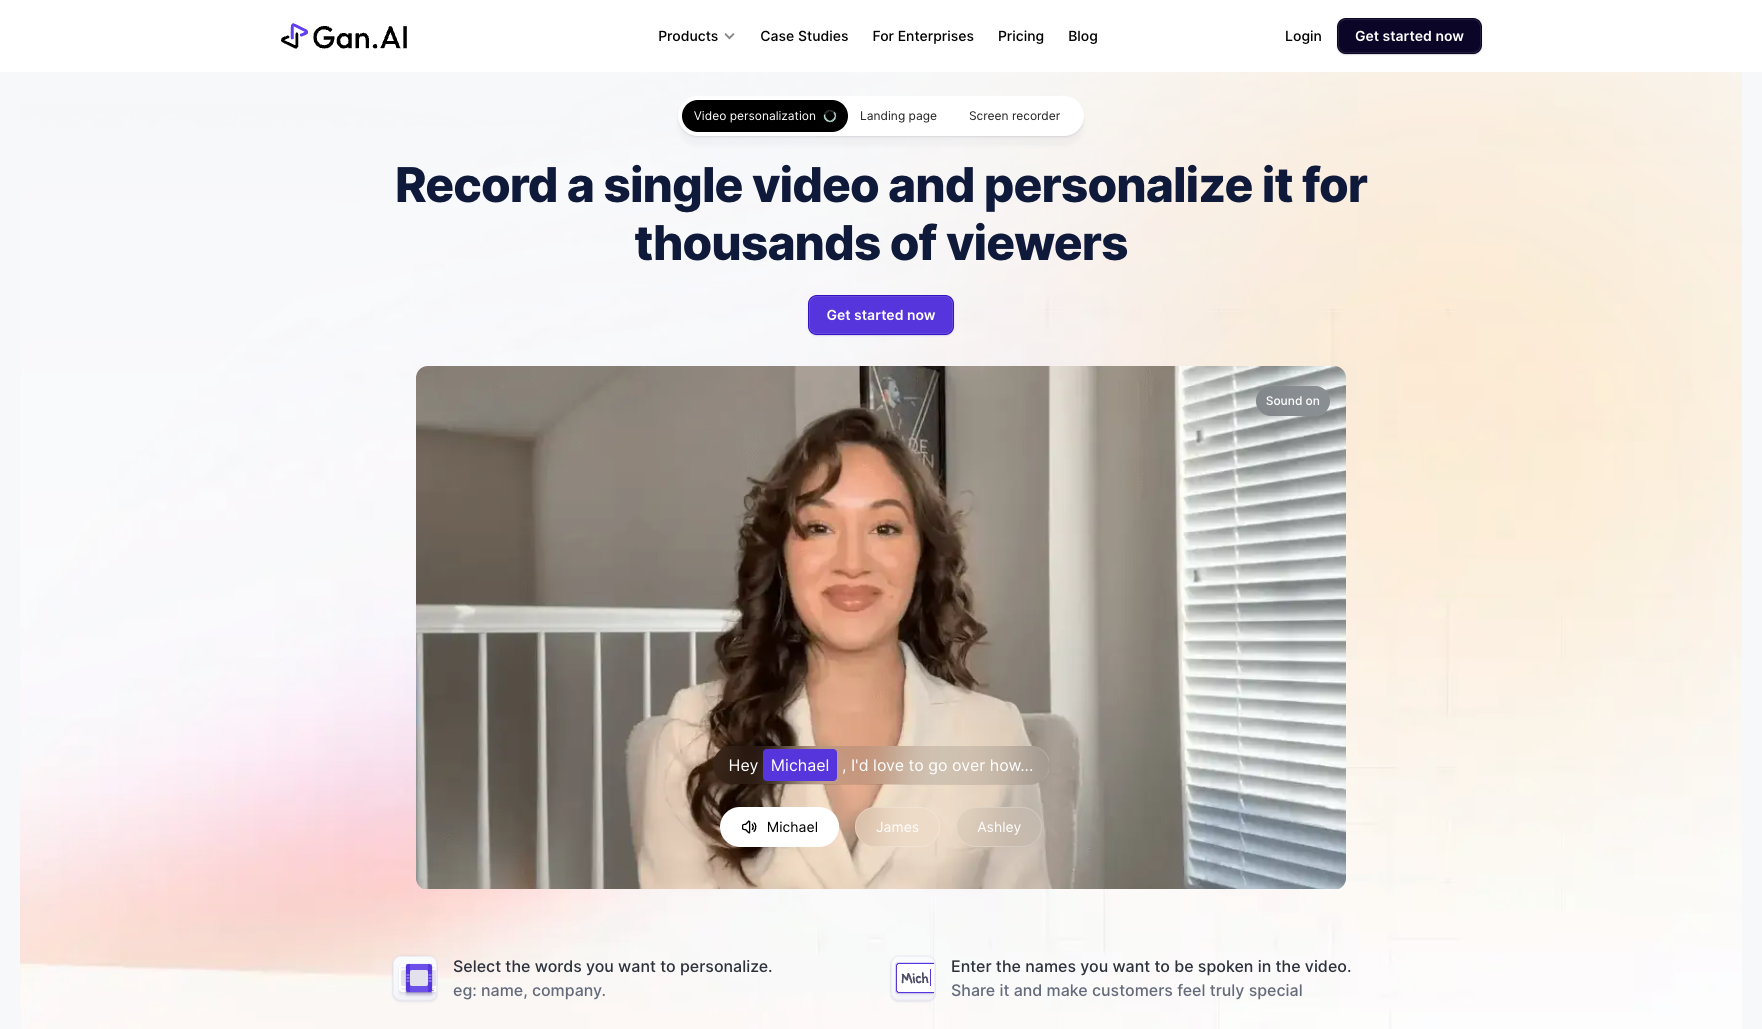 Gan.AI
Products
Case Studies
For Enterprises
Pricing
Blog
Login
Get started now
Video personalization
Landing page
Screen recorder
Record a single video and personalize it for
thousands of viewers
Get started now
Sound on
Hey Michael , I'd love to go over how...
Michael
James
Ashley
Select the words you want to personalize.
eg: name, company.
Mich
Enter the names you want to be spoken in the video.
Share it and make customers feel truly special